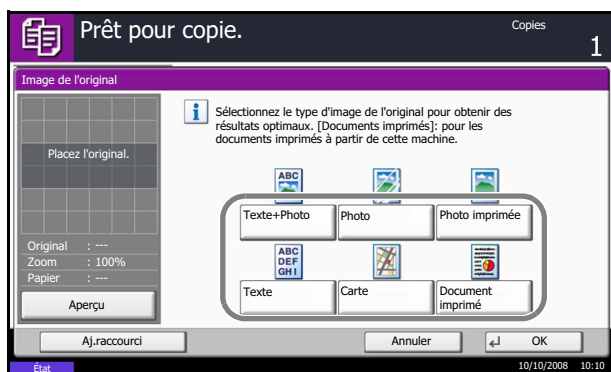 Prêt pour copie.
Copies
1
Image de l'original
Placez l'original.
Original : ---
Zoom : 100%
Papier : ---
Aperçu
Sélectionnez le type d'image de l'original pour obtenir des
résultats optimaux. [Documents imprimés]: pour les
documents imprimés à partir de cette machine.
ABC
Texte+Photo
Photo
Photo imprimée
ABC
DEF
GHI
Texte
Carte
Document
imprimé
Aj.raccourci
Annuler
OK
État
10/10/2008 10:10